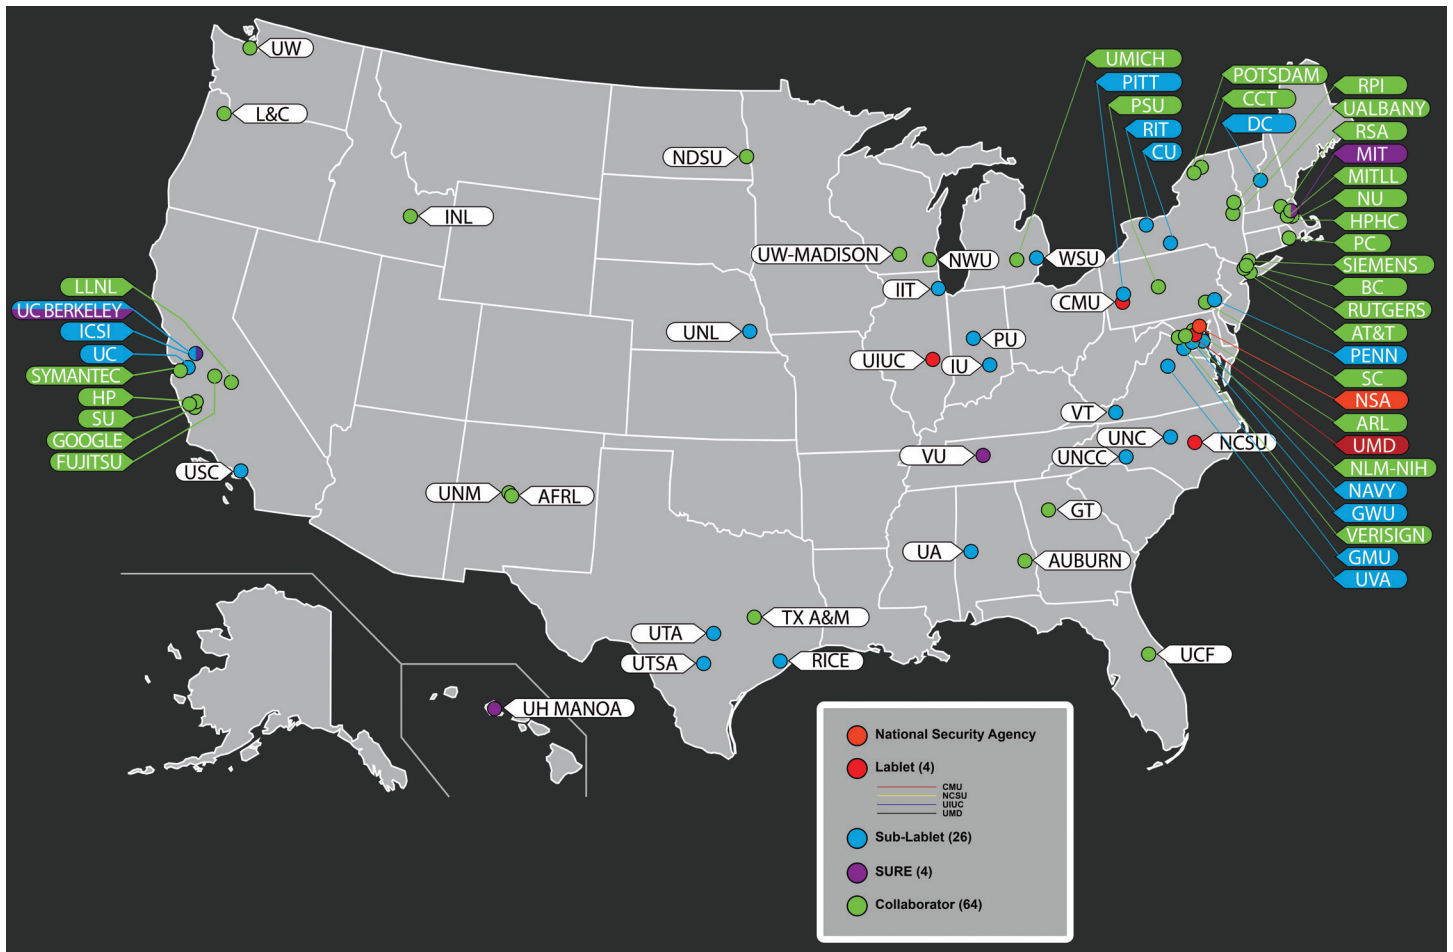 UW
L&C
NDSU
INL
UW-MADISON
NWU
WSU
IIT
CMU
UNL
PU
UIUC
IU
VT
UNC
NCSU
VU
UNCC
USC
UNM
AFRL
GT
UA
AUBURN
TX A&M
UTA
UTSA
RICE
UCF
UH MANOA
LLNL
UC BERKELEY
ICSI
UC
SYMANTEC
HP
SU
GOOGLE
FUJITSU
UMICH
PITT
PSU
RIT
CU
POTSDAM
CCT
DC
RPI
UALBANY
RSA
MIT
MITLL
NU
HPHC
PC
SIEMENS
BC
RUTGERS
AT&T
PENN
SC
NSA
ARL
UMD
NLM-NIH
NAVY
GWU
VERISIGN
GMU
UVA
National Security Agency
Lablet (4)
CMU
NCSU
UIUC
UMD
Sub-Lablet (26)
SURE (4)
Collaborator (64)